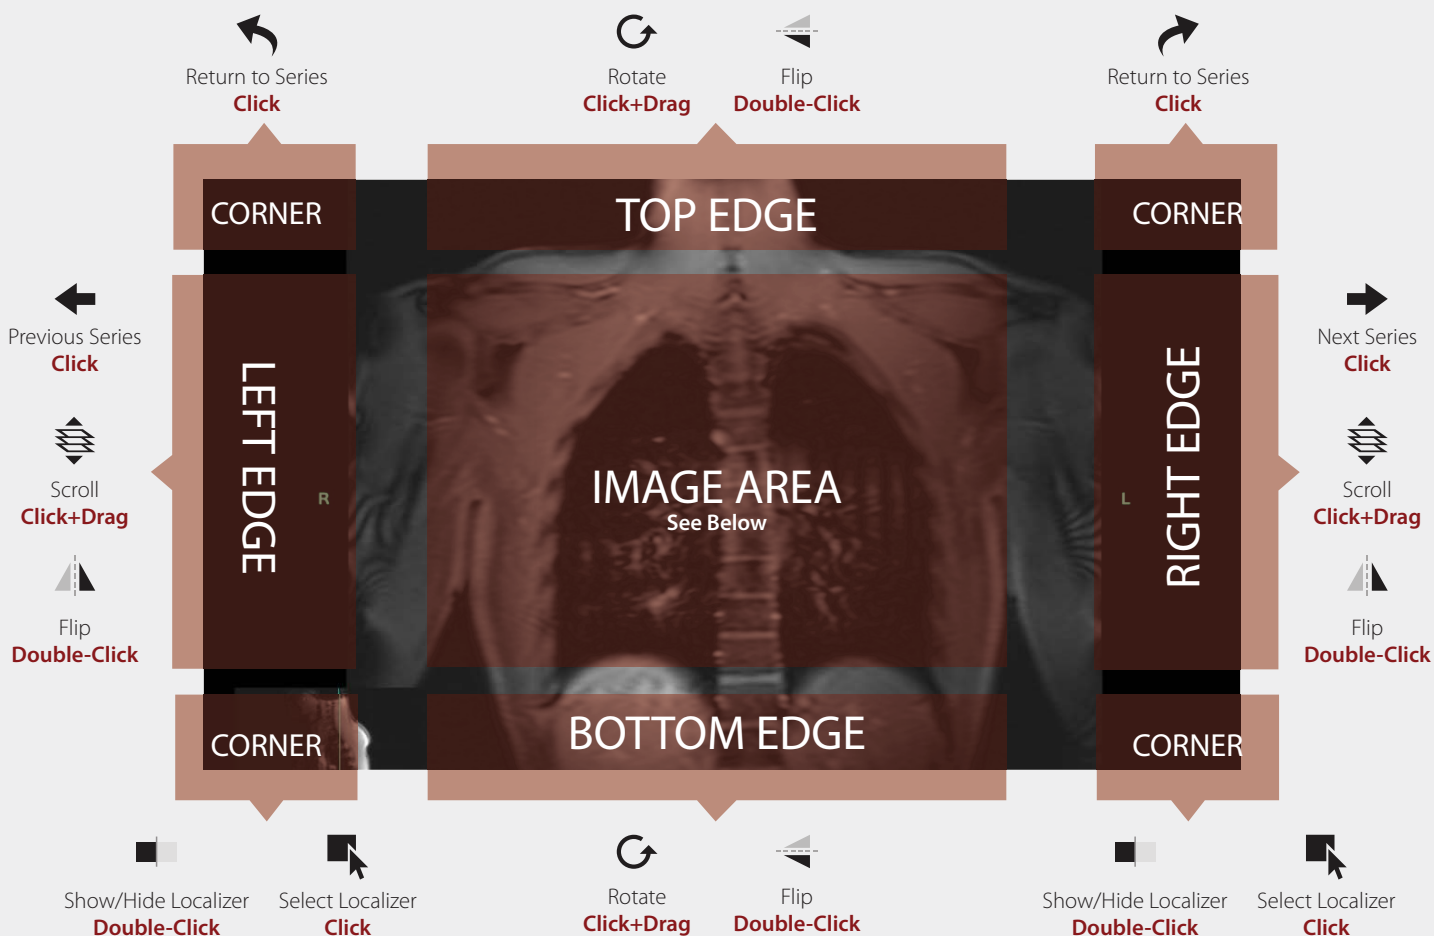 Return to Series
Click
Rotate
Click+Drag
Flip
Double-Click
Return to Series
Click
CORNER
TOP EDGE
CORNER
Previous Series
Click
Scroll
Click+Drag
Flip
Double-Click
LEFT EDGE
R
IMAGE AREA
See Below
L
RIGHT EDGE
Next Series
Click
Scroll
Click+Drag
Flip
Double-Click
CORNER
BOTTOM EDGE
CORNER
Show/Hide Localizer
Double-Click
Select Localizer
Click
Rotate
Click+Drag
Flip
Double-Click
Show/Hide Localizer
Double-Click
Select Localizer
Click